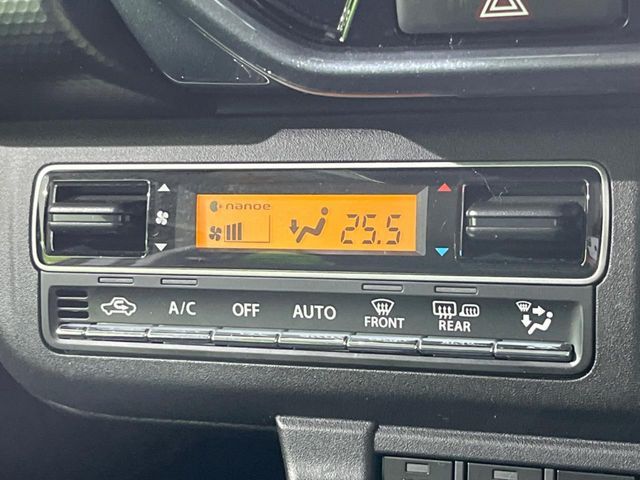 nanoe
25.5
A/C
OFF
AUTO
FRONT
REAR